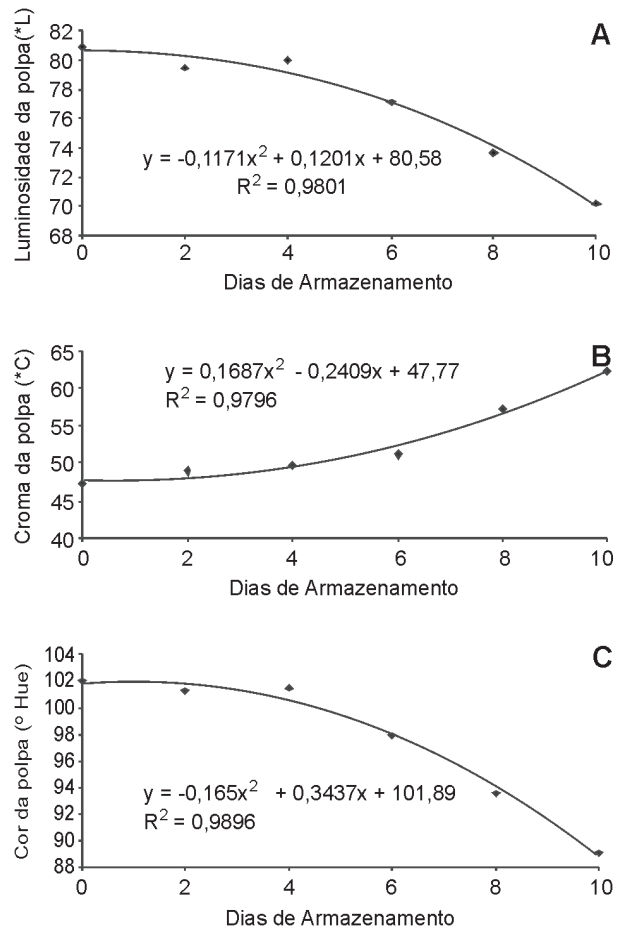 A
Luminosidade da polpa(*L)
82
80
78
76
74
72
70
68
y = -0,1171x² + 0,1201x + 80,58
R² = 0,9801
0 2 4 6 8 10
Dias de Armazenamento
B
Croma da polpa (*C)
65
60
55
50
45
40
y = 0,1687x² - 0,2409x + 47,77
R² = 0,9796
0 2 4 6 8 10
Dias de Armazenamento
C
Cor da polpa (º Hue)
104
102
100
98
96
94
92
90
88
y = -0,165x² + 0,3437x + 101,89
R² = 0,9896
0 2 4 6 8 10
Dias de Armazenamento